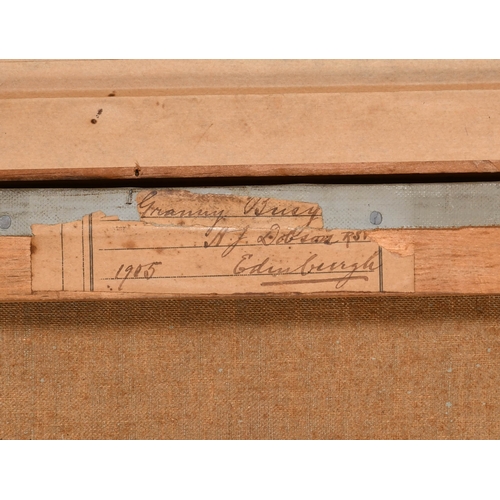 Granny Busy
H J Dobson RSW
1905 Edinburgh